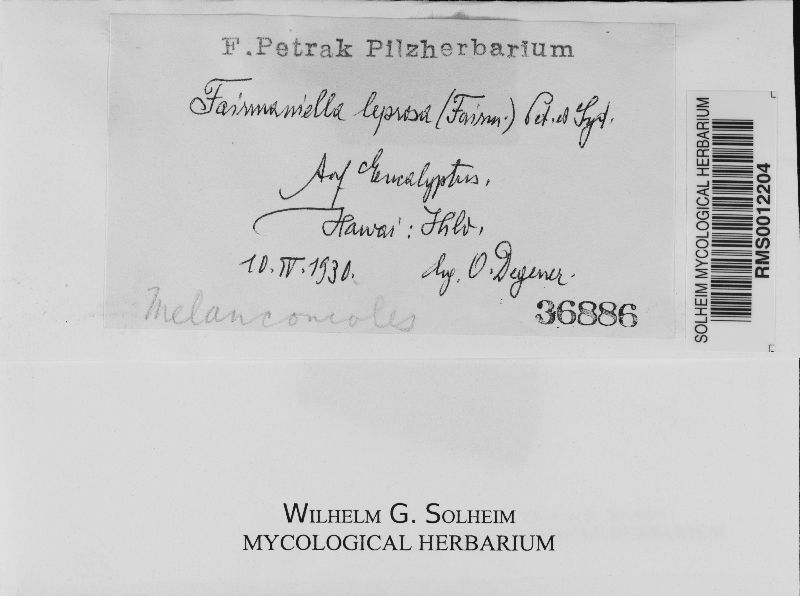 F. Petrak Pilzherbarium
Fairmaniella leprosa (Fairm.) Pet. et Syd.
Auf Eucalyptus.
Hawai: Hilo.
10. IV. 1930. leg. O. Degener.
Melanconiales
36886
SOLHEIM MYCOLOGICAL HERBARIUM
RMS0012204
WILHELM G. SOLHEIM
MYCOLOGICAL HERBARIUM